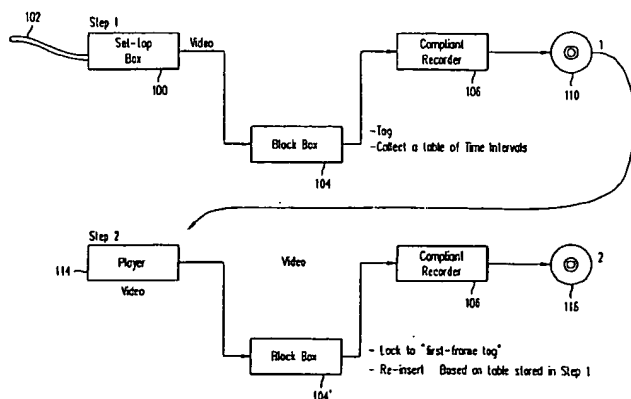 102
Step 1
Set-Top
Box
100
Video
Compliant
Recorder
106
1
110
Black Box
104
-Tag
-Collect a table of Time Intervals
Step 2
114
Player
Video
Video
Compliant
Recorder
106
2
116
Black Box
104'
- Lock to "first-frame tag"
- Re-insert Based on table stored in Step 1